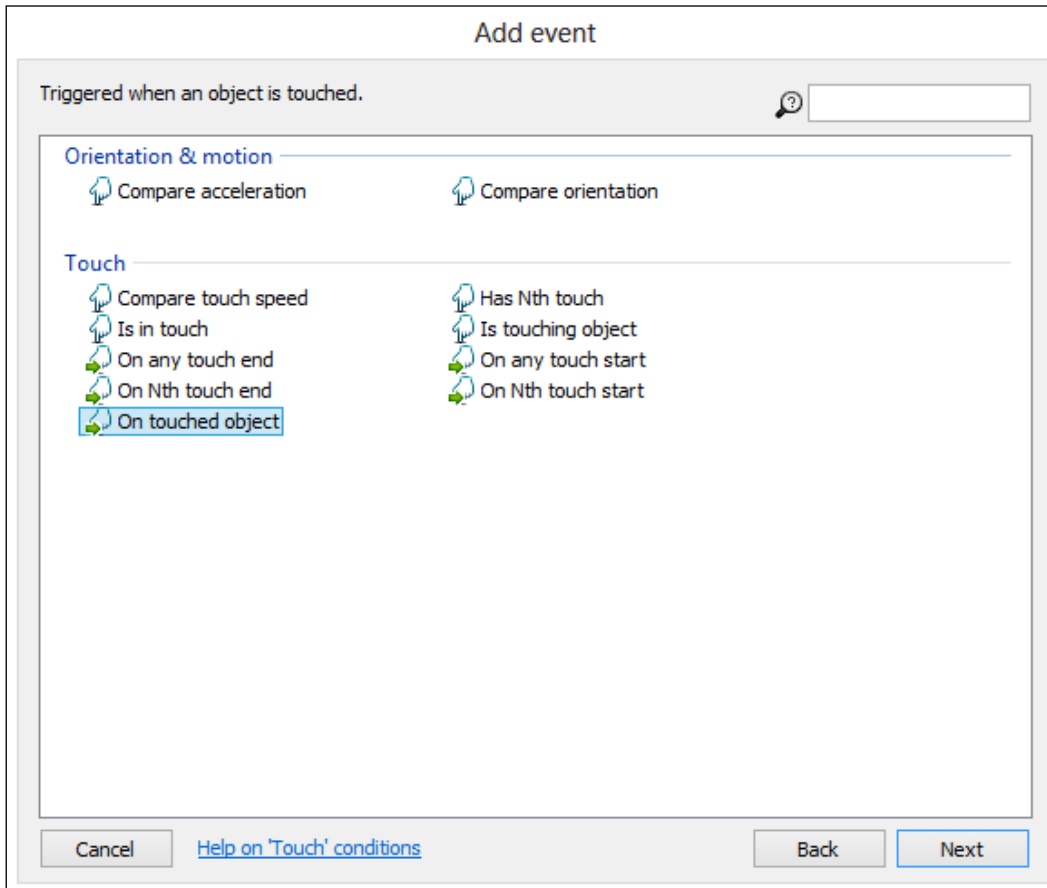 Add event
Triggered when an object is touched.
Orientation & motion
Compare acceleration
Compare orientation
Touch
Compare touch speed
Has Nth touch
Is in touch
Is touching object
On any touch end
On any touch start
On Nth touch end
On Nth touch start
On touched object
Cancel
Help on 'Touch' conditions
Back
Next